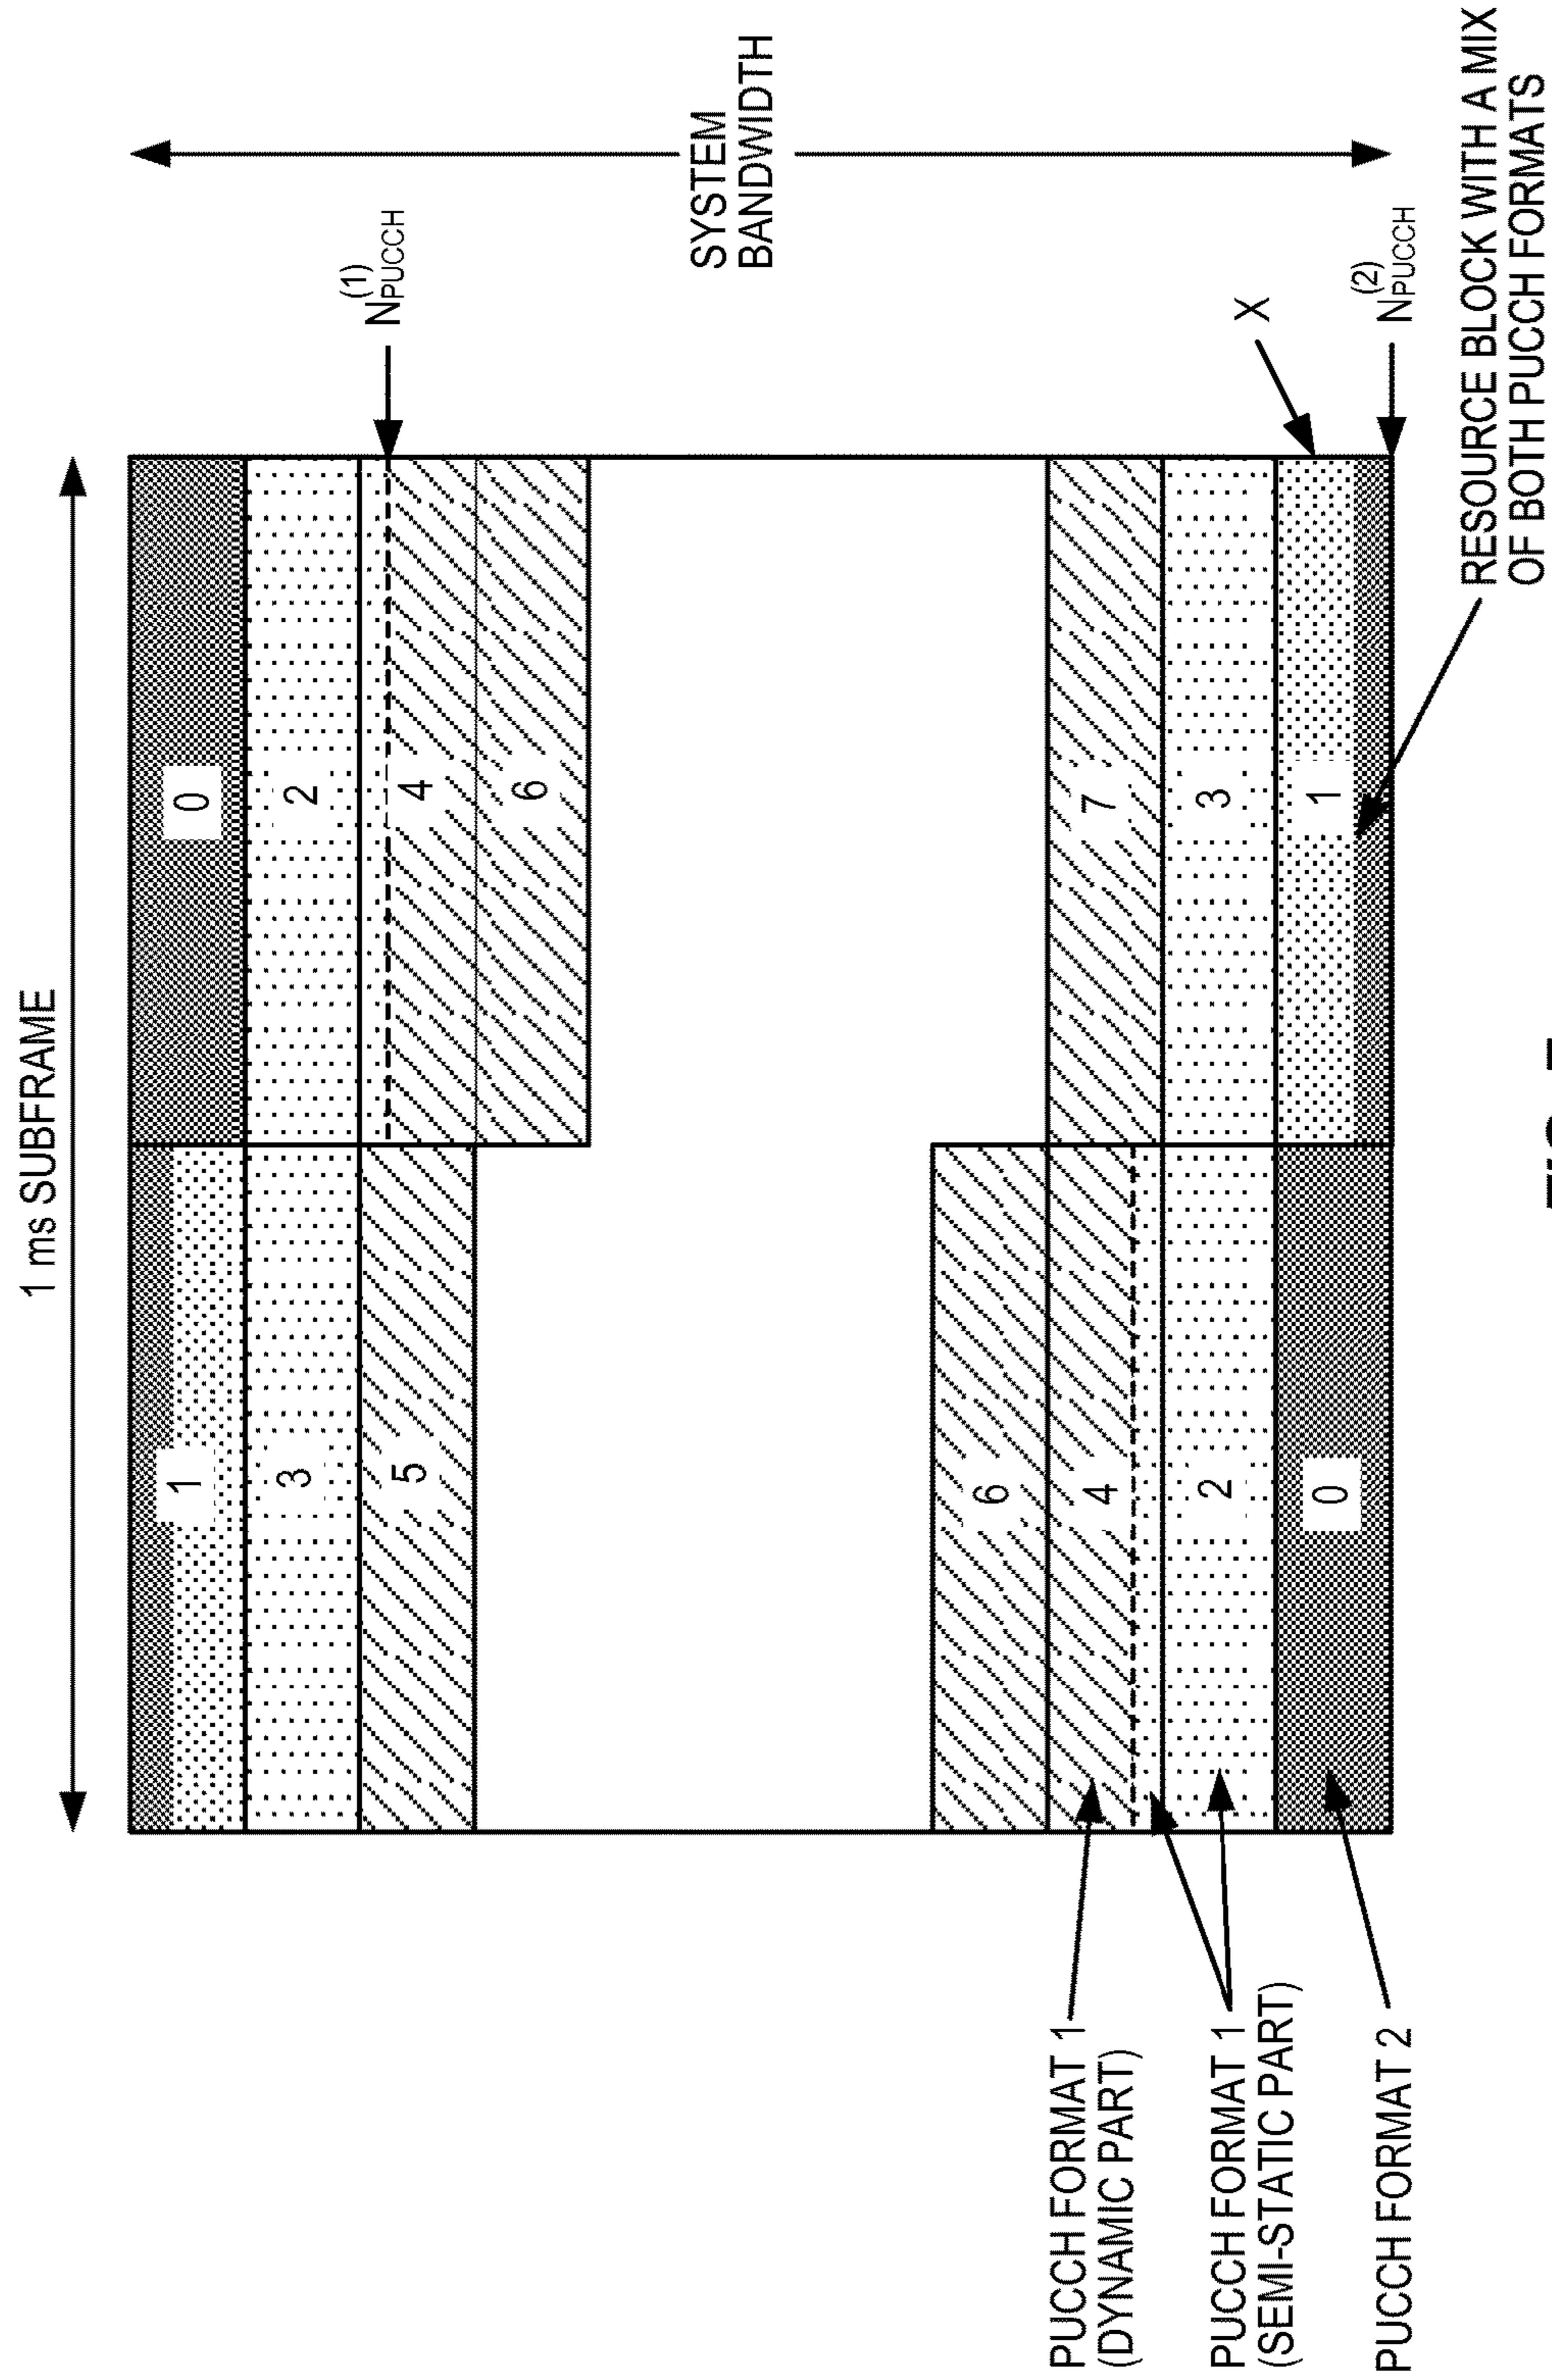 1 ms SUBFRAME
1
0
3
2
N_PUCCH^(1)
5
4
6
SYSTEM
BANDWIDTH
6
PUCCH FORMAT 1
(DYNAMIC PART)
4
7
PUCCH FORMAT 1
(SEMI-STATIC PART)
2
3
X
PUCCH FORMAT 2
0
1
N_PUCCH^(2)
RESOURCE BLOCK WITH A MIX
OF BOTH PUCCH FORMATS